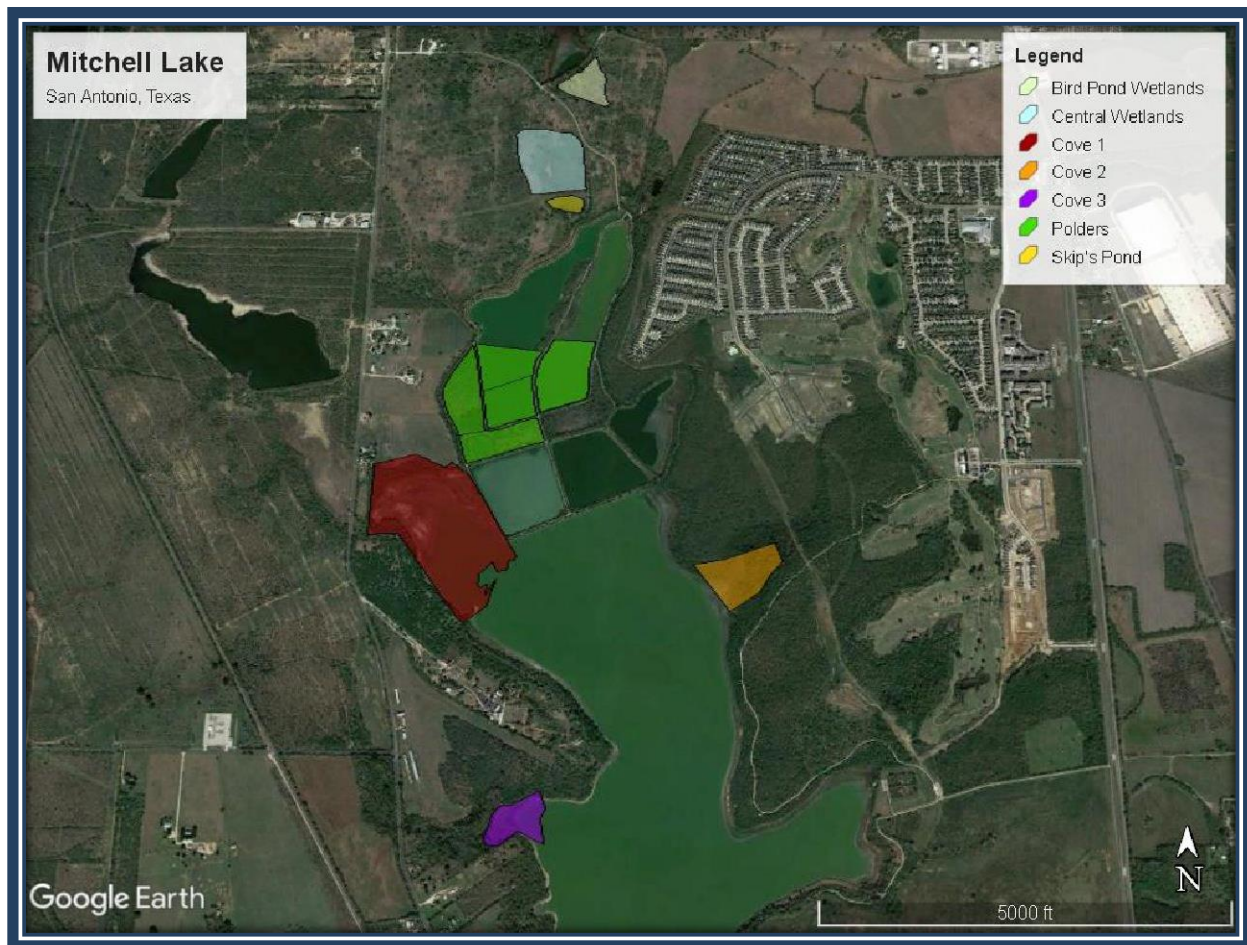 Mitchell Lake
San Antonio, Texas
Legend
Bird Pond Wetlands
Central Wetlands
Cove 1
Cove 2
Cove 3
Polders
Skip's Pond
Google Earth
N
5000 ft